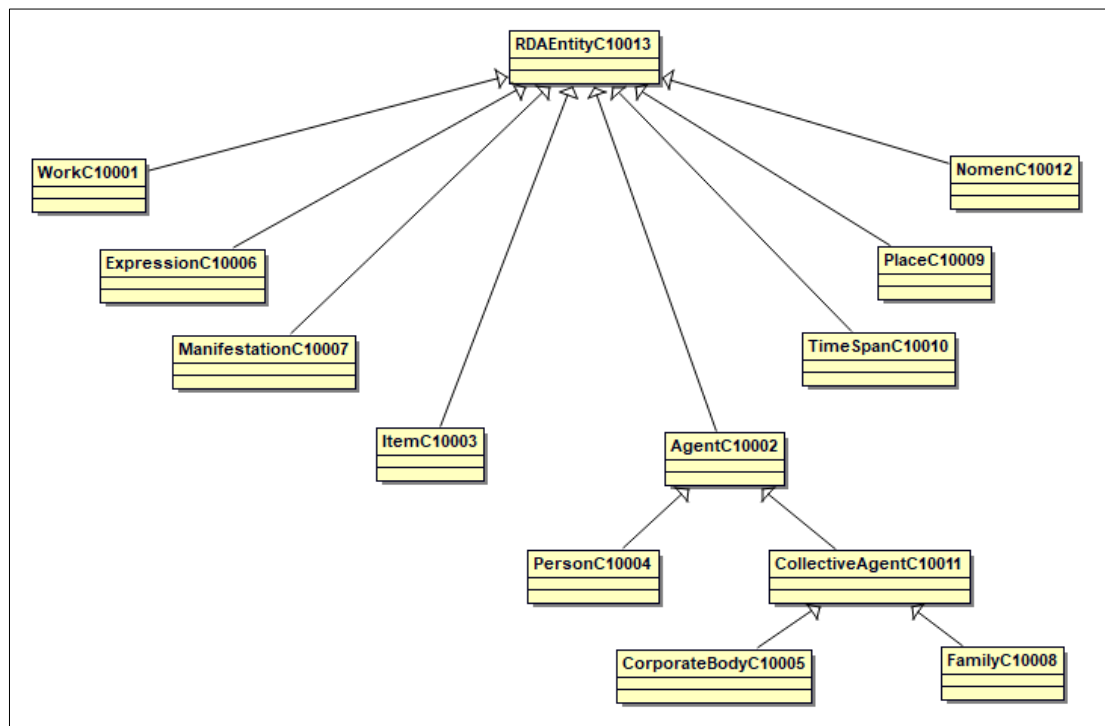 RDAEntityC10013
WorkC10001
NomenC10012
ExpressionC10006
PlaceC10009
ManifestationC10007
TimeSpanC10010
ItemC10003
AgentC10002
PersonC10004
CollectiveAgentC10011
CorporateBodyC10005
FamilyC10008